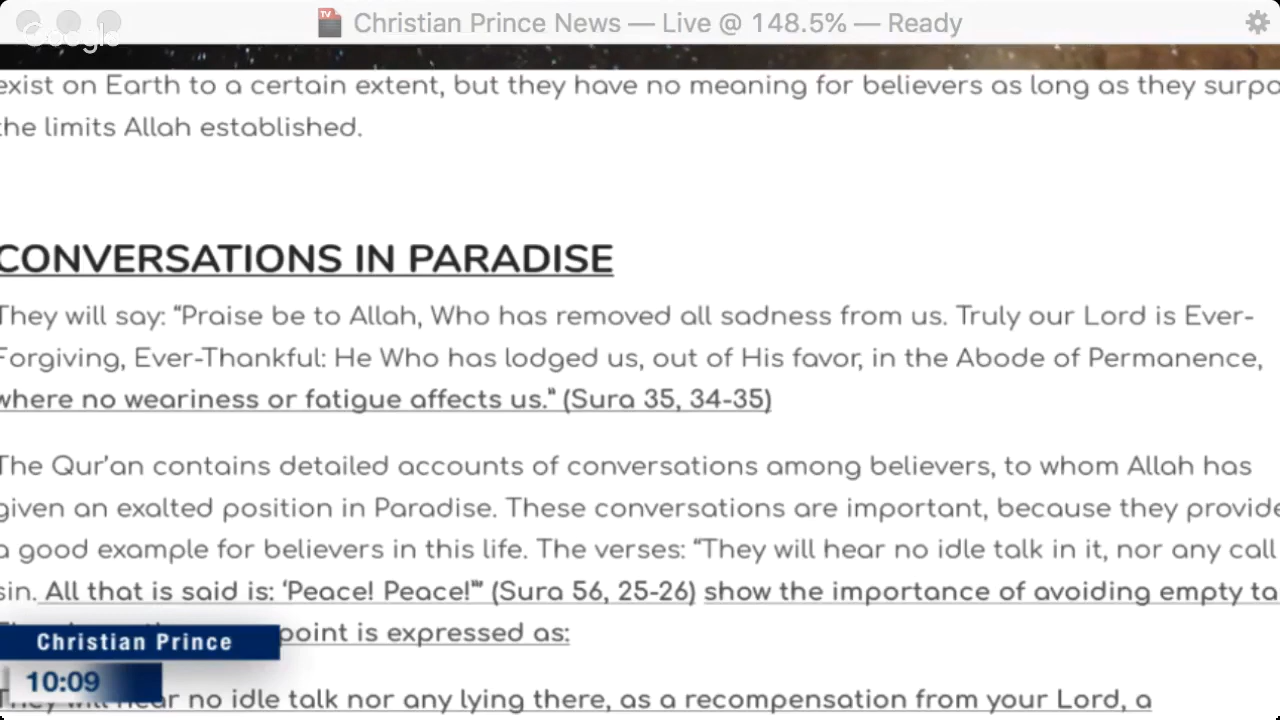 Christian Prince News — Live @ 148.5% — Ready
Google
exist on Earth to a certain extent, but they have no meaning for believers as long as they surpa
the limits Allah established.
CONVERSATIONS IN PARADISE
They will say: “Praise be to Allah, Who has removed all sadness from us. Truly our Lord is Ever-
Forgiving, Ever-Thankful: He Who has lodged us, out of His favor, in the Abode of Permanence,
where no weariness or fatigue affects us.” (Sura 35, 34-35)
The Qur’an contains detailed accounts of conversations among believers, to whom Allah has
given an exalted position in Paradise. These conversations are important, because they provide
a good example for believers in this life. The verses: “They will hear no idle talk in it, nor any call
sin. All that is said is: ‘Peace! Peace!’” (Sura 56, 25-26) show the importance of avoiding empty ta
point is expressed as:
Christian Prince
10:09
They will hear no idle talk nor any lying there, as a recompensation from your Lord, a